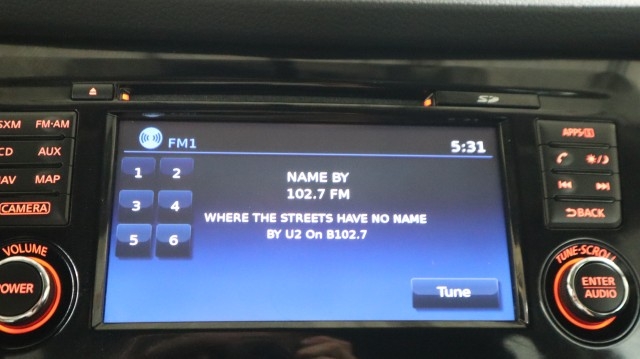 SXM FM·AM
CD AUX
NAV MAP
CAMERA
VOLUME
POWER
FM1 5:31
1 2
3 4
5 6
NAME BY
102.7 FM
WHERE THE STREETS HAVE NO NAME
BY U2 On B102.7
Tune
SD
APPS
BACK
TUNE·SCROLL
ENTER
AUDIO